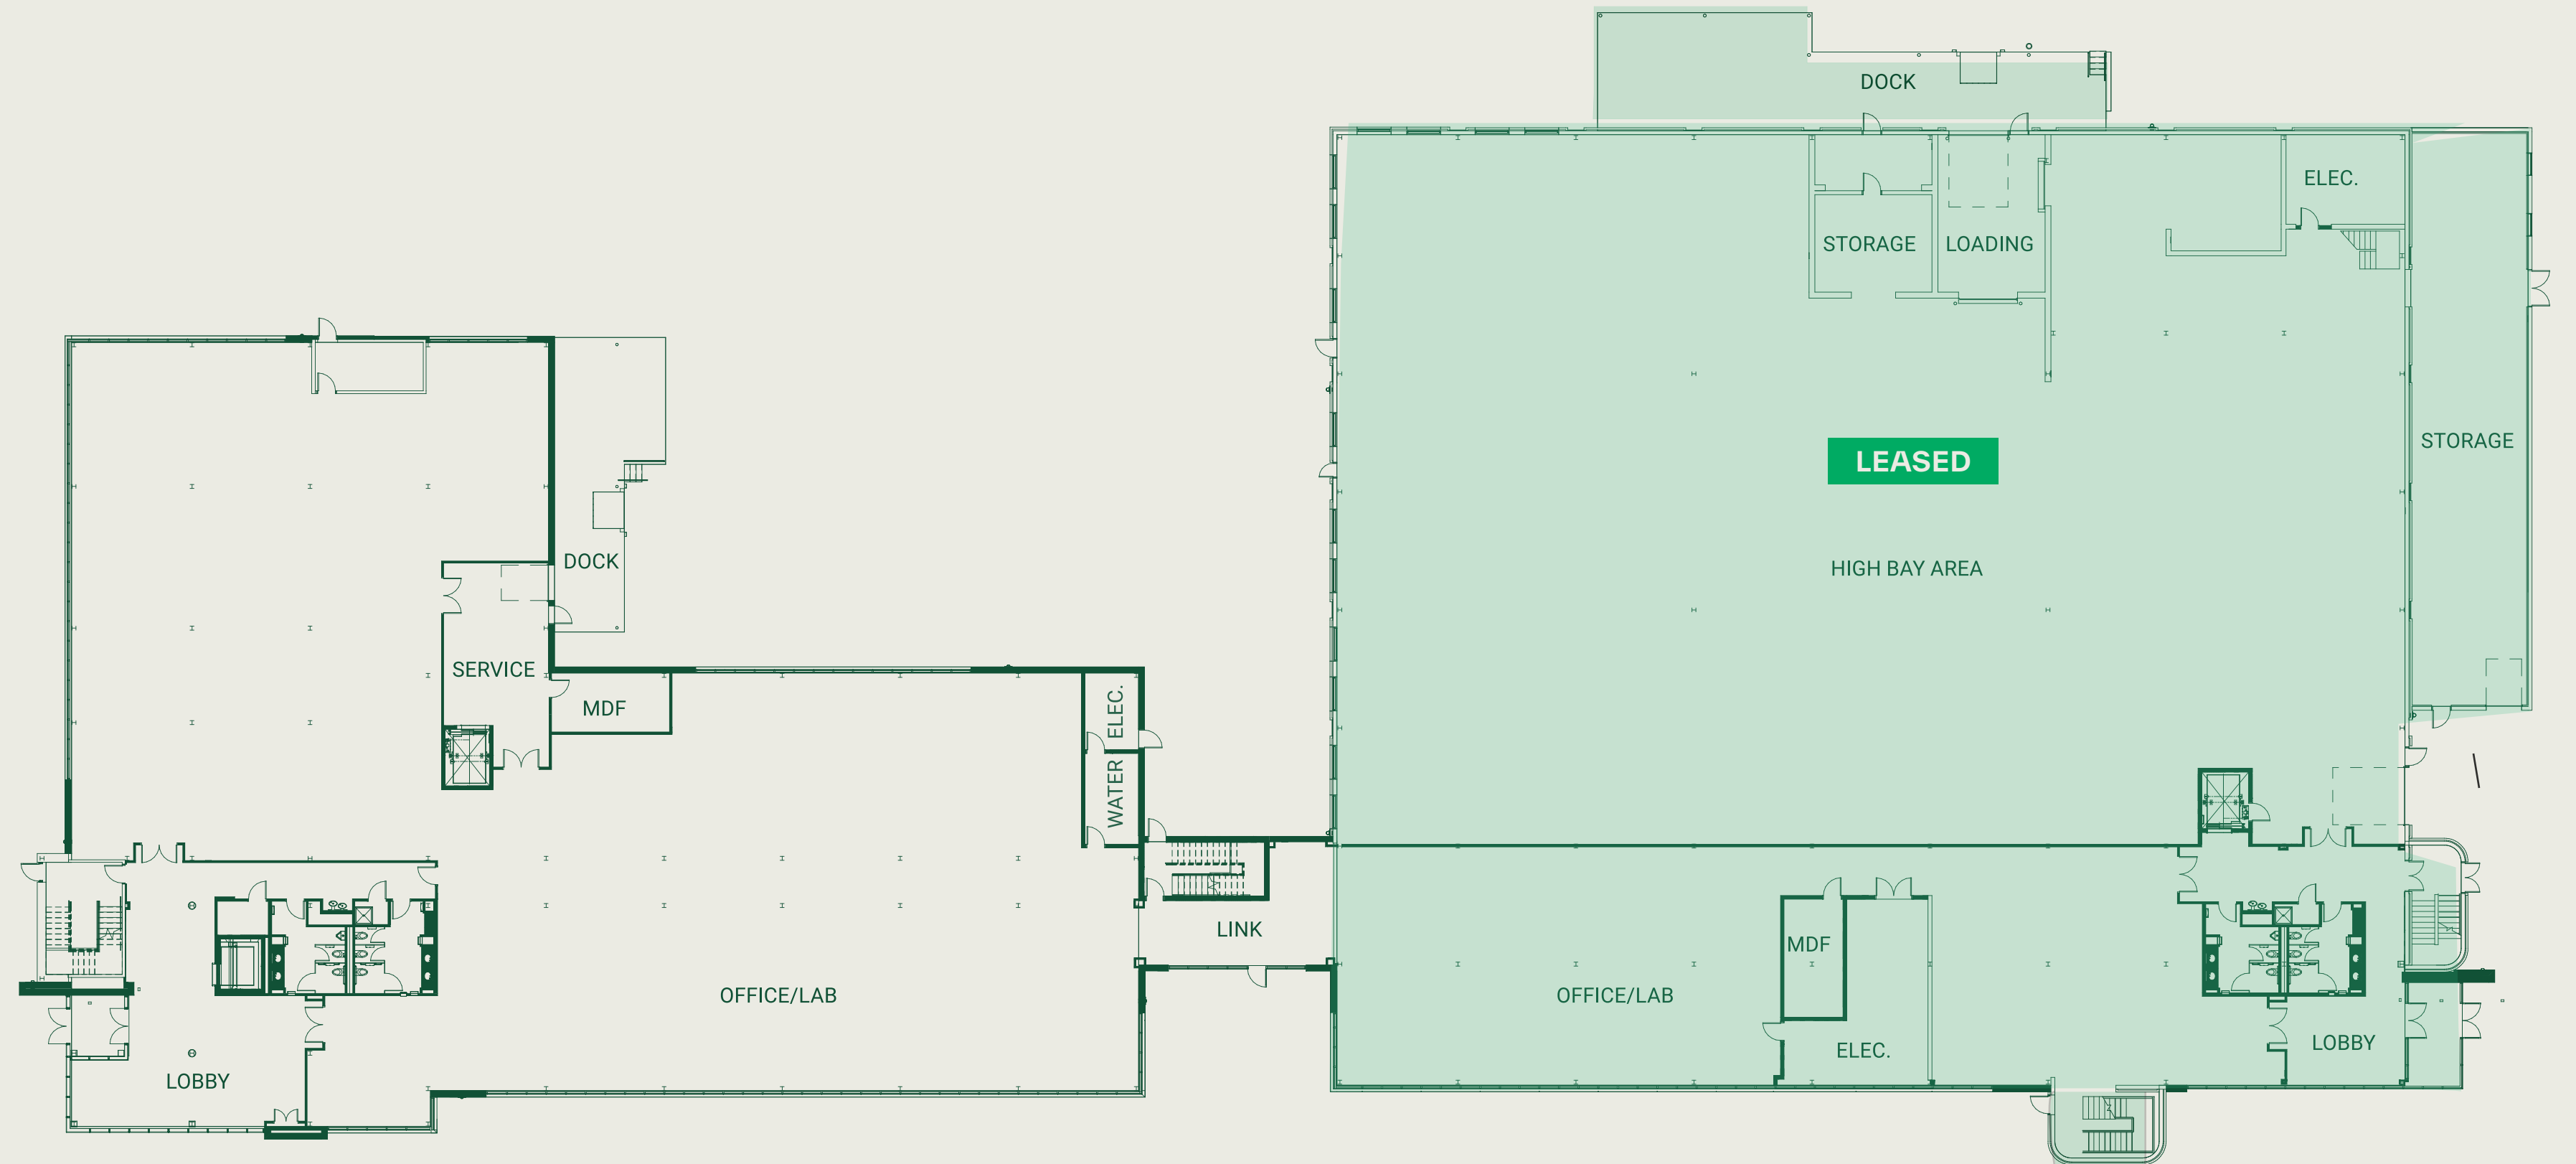 DOCK
ELEC.
STORAGE
LOADING
STORAGE
LEASED
HIGH BAY AREA
DOCK
SERVICE
MDF
ELEC.
WATER
LINK
OFFICE/LAB
LOBBY
MDF
OFFICE/LAB
ELEC.
LOBBY